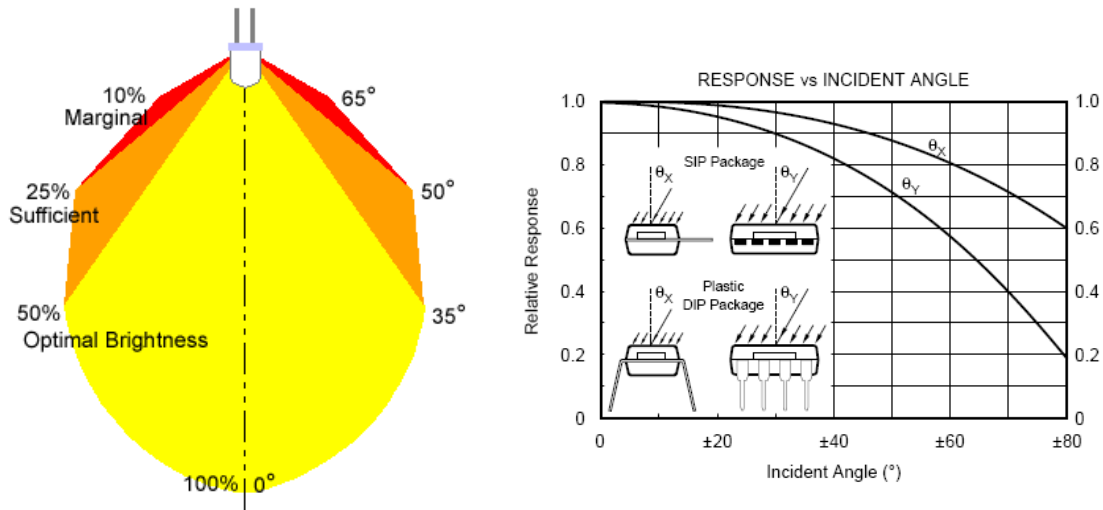 10%
Marginal
65°
25%
Sufficient
50°
50%
Optimal Brightness
35°
100% 0°
RESPONSE vs INCIDENT ANGLE
1.0
0.8
0.6
0.4
0.2
0
1.0
0.8
0.6
0.4
0.2
0
Relative Response
θX
θY
SIP Package
θX
θY
Plastic
DIP Package
θX
θY
0
±20
±40
±60
±80
Incident Angle (°)